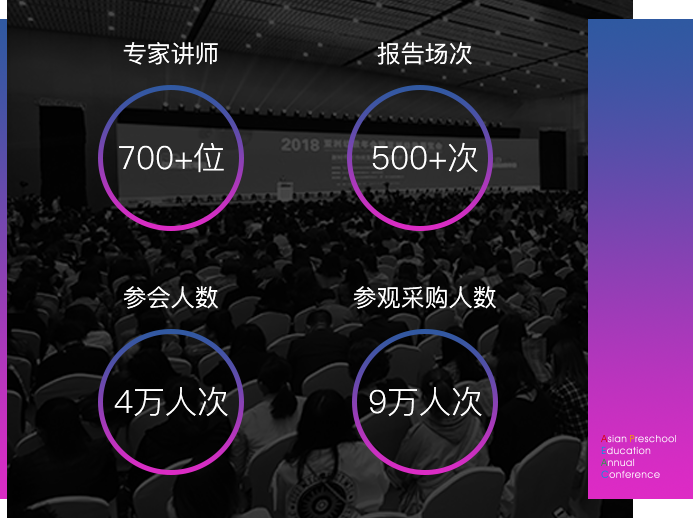 专家讲师
报告场次
700+位
500+次
2018
参会人数
参观采购人数
4万人次
9万人次
Asian Preschool
Education
Annual
Conference